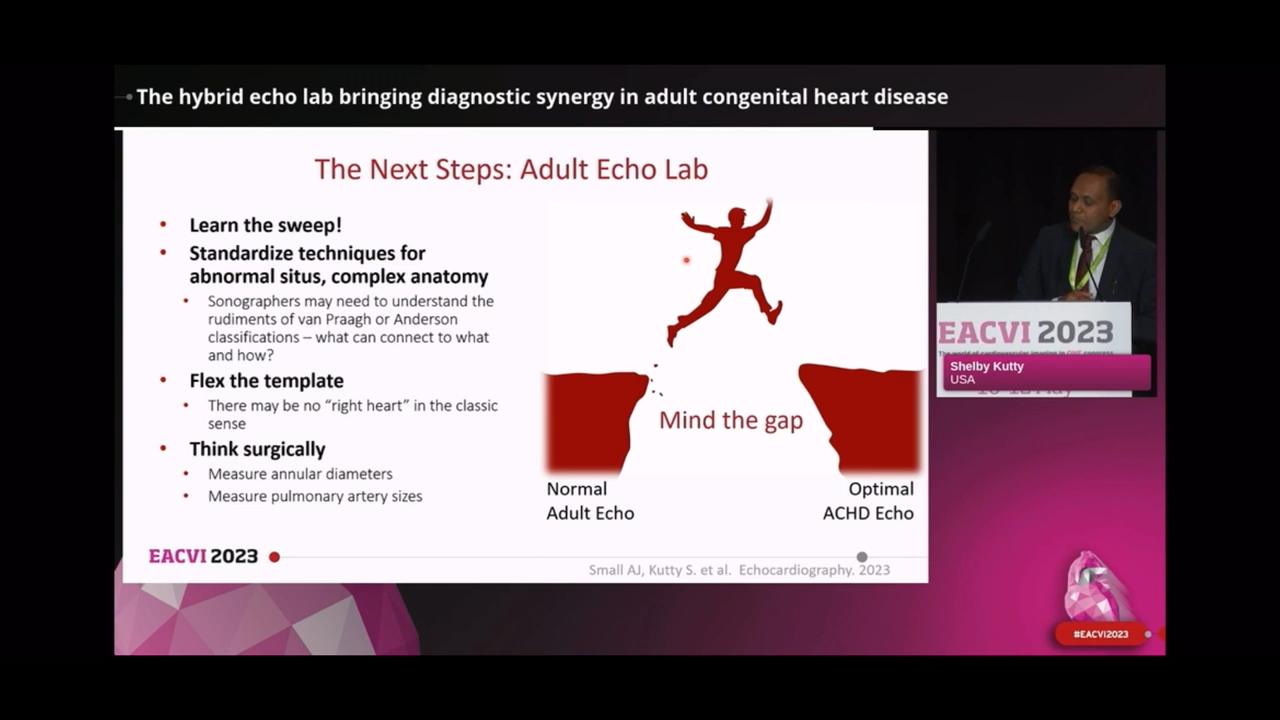 The hybrid echo lab bringing diagnostic synergy in adult congenital heart disease
The Next Steps: Adult Echo Lab
• Learn the sweep!
• Standardize techniques for
abnormal situs, complex anatomy
• Sonographers may need to understand the
rudiments of van Praagh or Anderson
classifications – what can connect to what
and how?
• Flex the template
• There may be no “right heart” in the classic
sense
• Think surgically
• Measure annular diameters
• Measure pulmonary artery sizes
Mind the gap
Normal
Adult Echo
Optimal
ACHD Echo
EACVI 2023
Small AJ, Kutty S. et al. Echocardiography. 2023
EACVI 2023
Shelby Kutty
USA
#EACVI2023